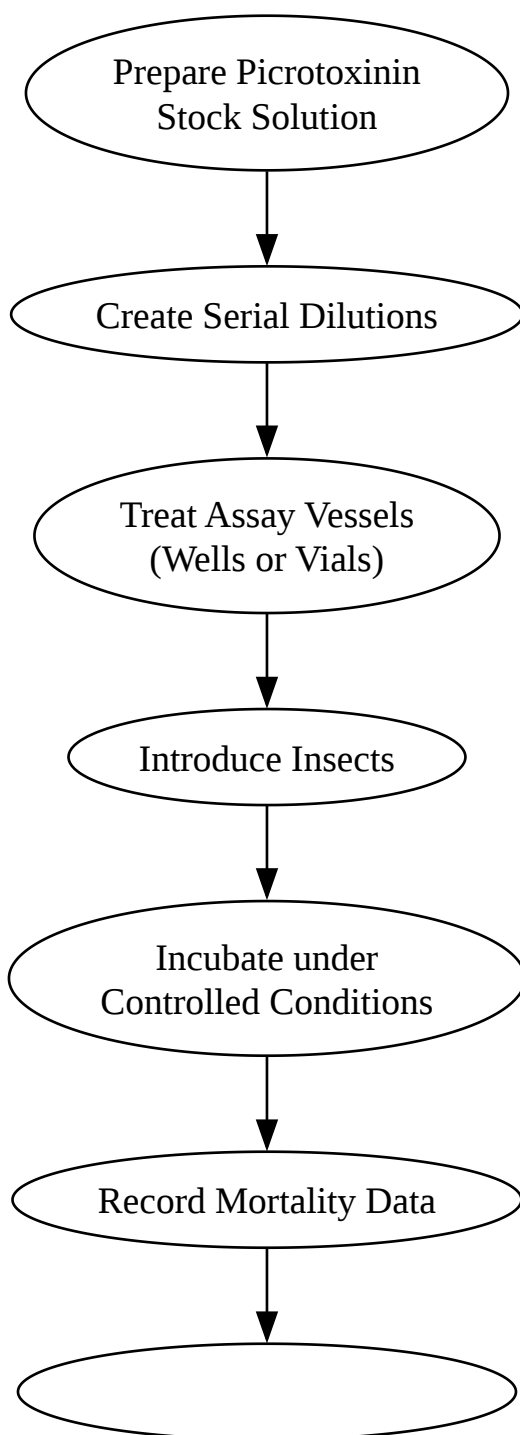 Prepare Picrotoxinin
Stock Solution
Create Serial Dilutions
Treat Assay Vessels
(Wells or Vials)
Introduce Insects
Incubate under
Controlled Conditions
Record Mortality Data